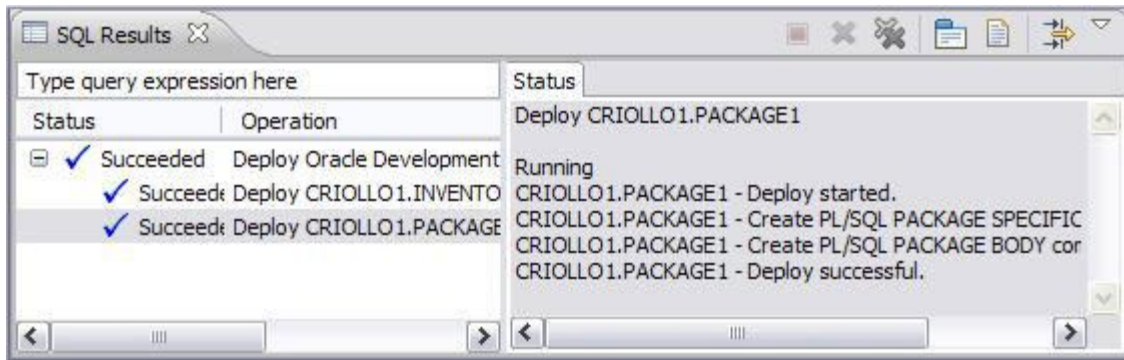 SQL Results
Type query expression here
Status Operation
Succeeded Deploy Oracle Development
Succeede Deploy CRIOLLO1.INVENTO
Succeede Deploy CRIOLLO1.PACKAGE
Status
Deploy CRIOLLO1.PACKAGE1
Running
CRIOLLO1.PACKAGE1 - Deploy started.
CRIOLLO1.PACKAGE1 - Create PL/SQL PACKAGE SPECIFIC
CRIOLLO1.PACKAGE1 - Create PL/SQL PACKAGE BODY cor
CRIOLLO1.PACKAGE1 - Deploy successful.